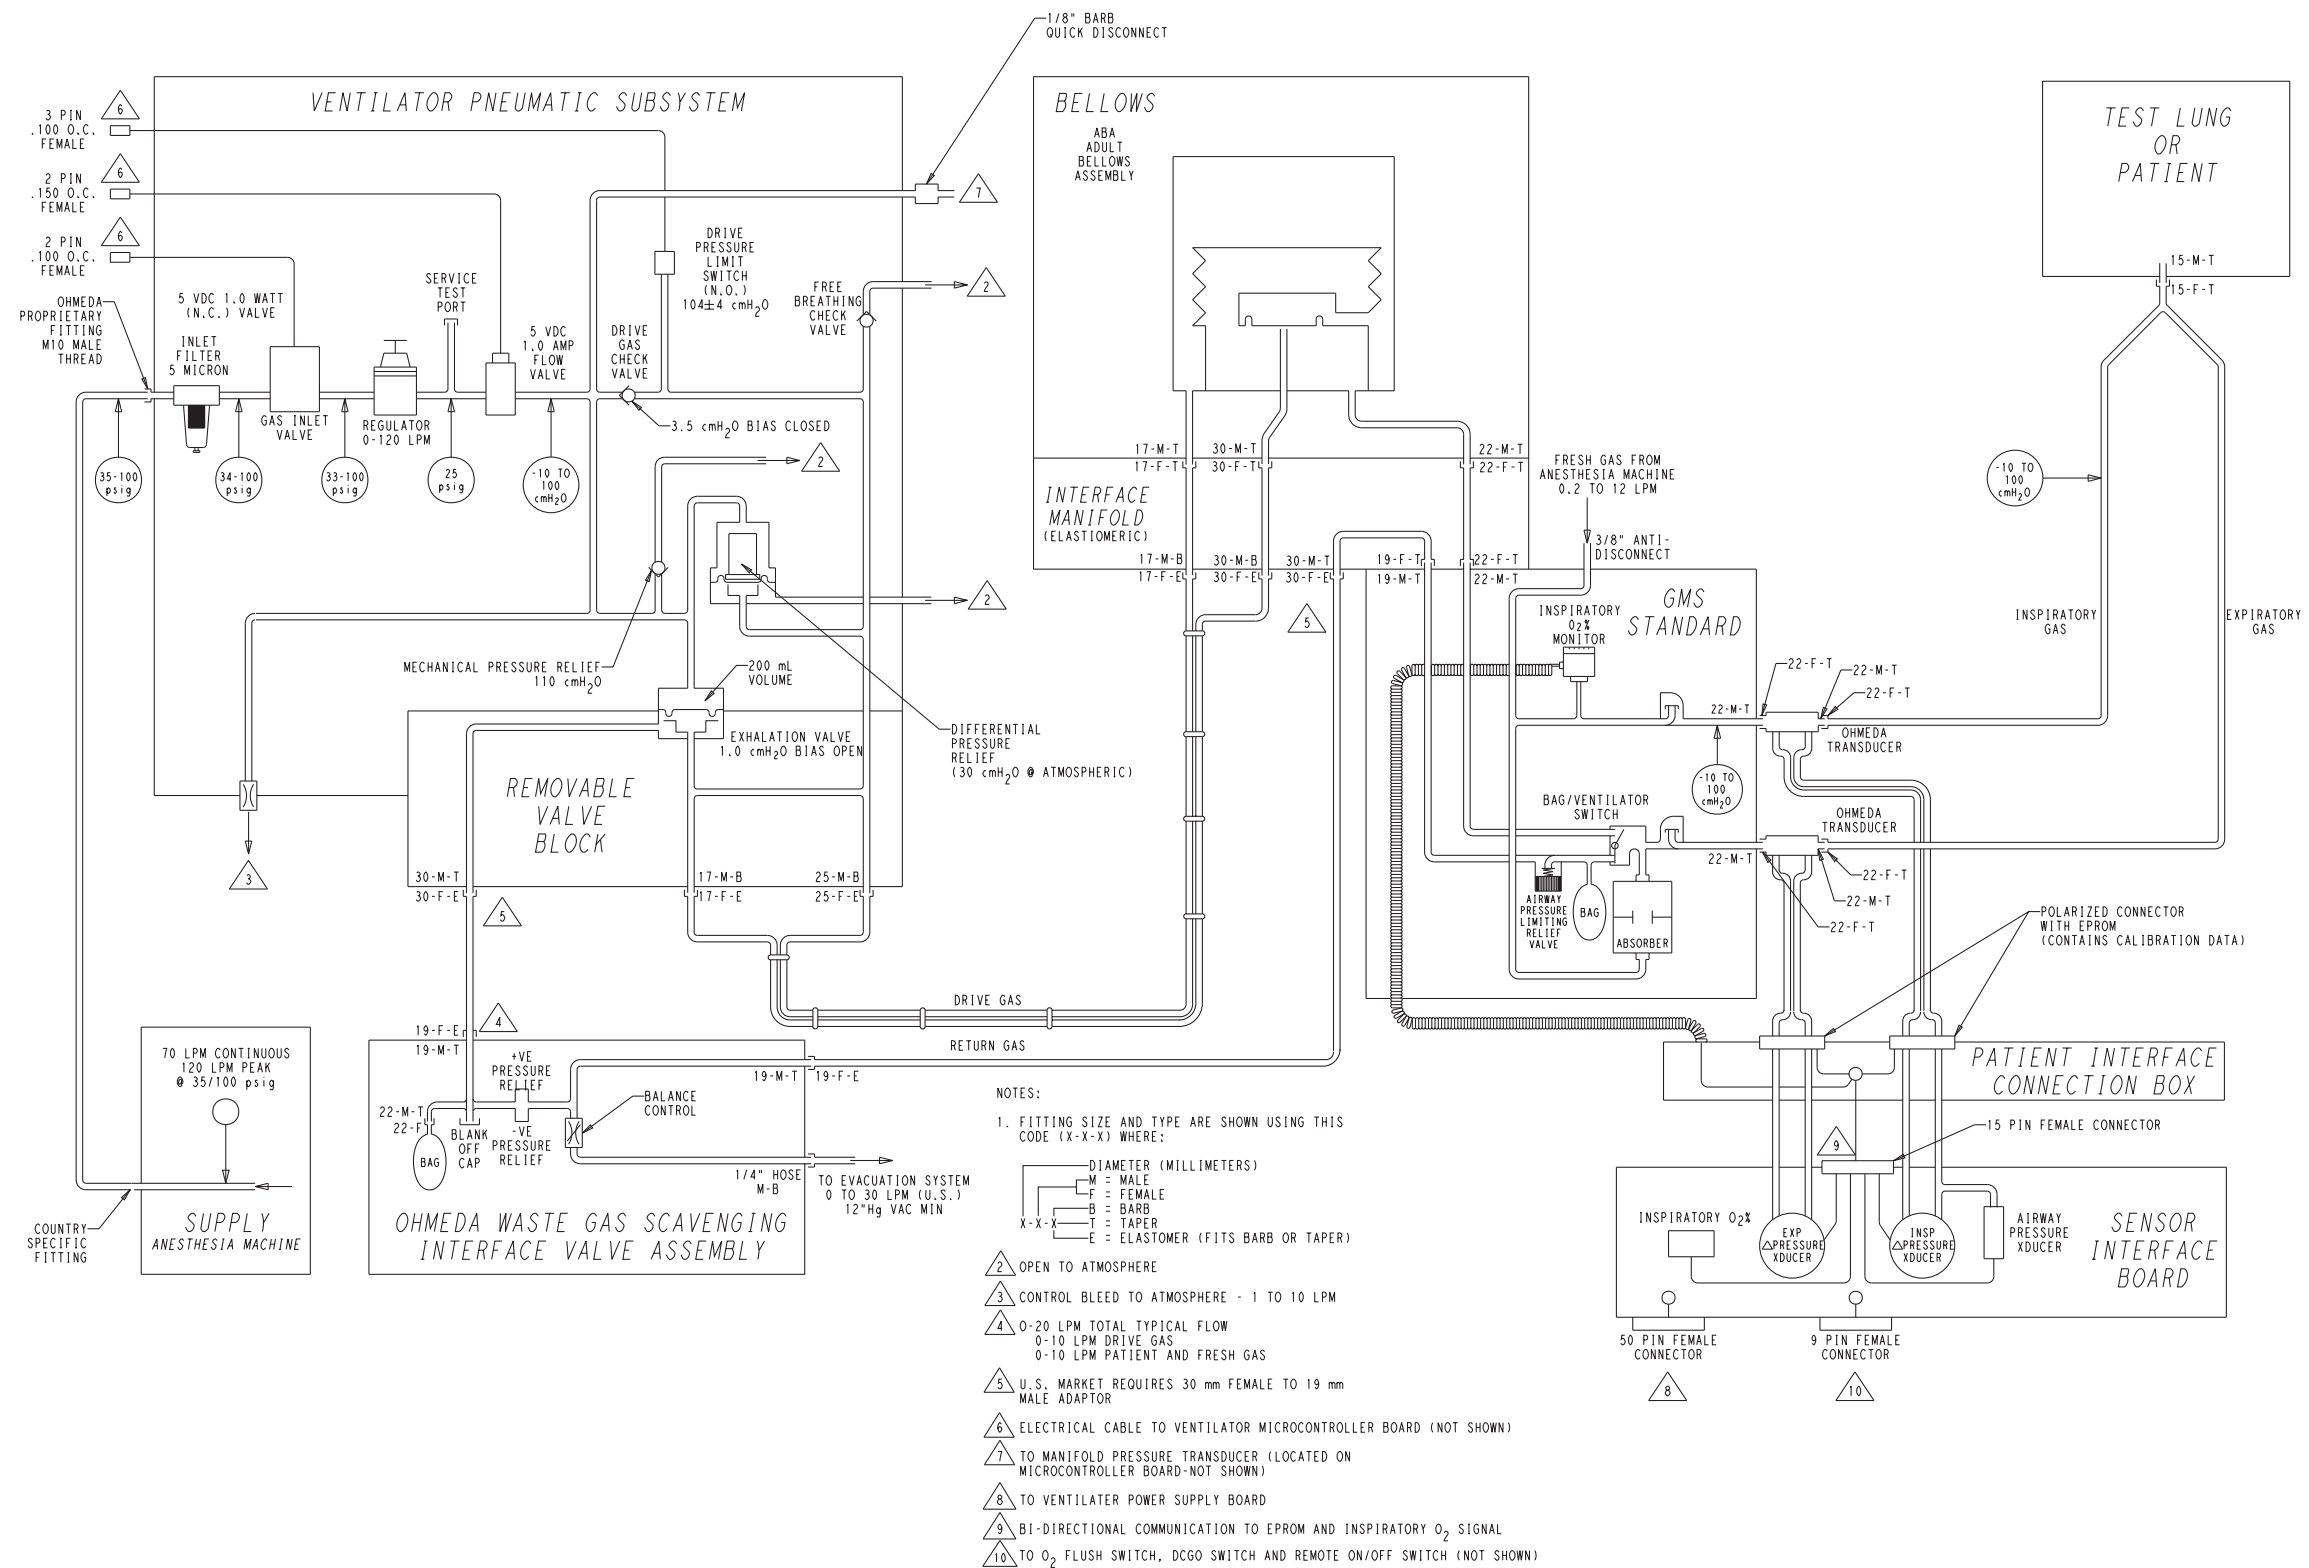 1/8" BARB
QUICK DISCONNECT
VENTILATOR PNEUMATIC SUBSYSTEM
6
3 PIN
.100 O.C.
FEMALE
6
2 PIN
.150 O.C.
FEMALE
6
2 PIN
.100 O.C.
FEMALE
OHMEDA
PROPRIETARY
FITTING
M10 MALE
THREAD
5 VDC 1.0 WATT
(N.C.) VALVE
INLET
FILTER
5 MICRON
GAS INLET
VALVE
SERVICE
TEST
PORT
REGULATOR
0-120 LPM
5 VDC
1.0 AMP
FLOW
VALVE
DRIVE
GAS
CHECK
VALVE
DRIVE
PRESSURE
LIMIT
SWITCH
(N.O.)
104±4 cmH2O
FREE
BREATHING
CHECK
VALVE
7
2
3.5 cmH2O BIAS CLOSED
35-100
psig
34-100
psig
33-100
psig
25
psig
-10 TO
100
cmH2O
2
2
MECHANICAL PRESSURE RELIEF
110 cmH2O
200 mL
VOLUME
EXHALATION VALVE
1.0 cmH2O BIAS OPEN
DIFFERENTIAL
PRESSURE
RELIEF
(30 cmH2O @ ATMOSPHERIC)
REMOVABLE
VALVE
BLOCK
3
30-M-T
30-F-E
5
17-M-B
17-F-E
25-M-B
25-F-E
BELLOWS
ABA
ADULT
BELLOWS
ASSEMBLY
17-M-T
17-F-T
30-M-T
30-F-T
22-M-T
22-F-T
INTERFACE
MANIFOLD
(ELASTIOMERIC)
17-M-B
17-F-E
30-M-B
30-F-E
30-M-T
30-F-E
19-F-T
19-M-T
22-F-T
22-M-T
5
FRESH GAS FROM
ANESTHESIA MACHINE
0.2 TO 12 LPM
3/8" ANTI-
DISCONNECT
GMS
STANDARD
INSPIRATORY
O2%
MONITOR
22-M-T
22-F-T
22-M-T
22-F-T
OHMEDA
TRANSDUCER
-10 TO
100
cmH2O
BAG/VENTILATOR
SWITCH
OHMEDA
TRANSDUCER
22-M-T
22-F-T
22-M-T
22-F-T
AIRWAY
PRESSURE
LIMITING
RELIEF
VALVE
BAG
ABSORBER
TEST LUNG
OR
PATIENT
15-M-T
15-F-T
-10 TO
100
cmH2O
INSPIRATORY
GAS
EXPIRATORY
GAS
POLARIZED CONNECTOR
WITH EPROM
(CONTAINS CALIBRATION DATA)
DRIVE GAS
RETURN GAS
PATIENT INTERFACE
CONNECTION BOX
9
15 PIN FEMALE CONNECTOR
INSPIRATORY O2%
EXP
△PRESSURE
XDUCER
INSP
△PRESSURE
XDUCER
AIRWAY
PRESSURE
XDUCER
SENSOR
INTERFACE
BOARD
50 PIN FEMALE
CONNECTOR
8
9 PIN FEMALE
CONNECTOR
10
70 LPM CONTINUOUS
120 LPM PEAK
@ 35/100 psig
SUPPLY
ANESTHESIA MACHINE
COUNTRY
SPECIFIC
FITTING
19-F-E
19-M-T
4
+VE
PRESSURE
RELIEF
22-M-T
22-F
BAG
BLANK
OFF
CAP
-VE
PRESSURE
RELIEF
BALANCE
CONTROL
19-M-T
19-F-E
1/4" HOSE
M-B
TO EVACUATION SYSTEM
0 TO 30 LPM (U.S.)
12"Hg VAC MIN
OHMEDA WASTE GAS SCAVENGING
INTERFACE VALVE ASSEMBLY
NOTES:
1. FITTING SIZE AND TYPE ARE SHOWN USING THIS
CODE (X-X-X) WHERE:
DIAMETER (MILLIMETERS)
M = MALE
F = FEMALE
B = BARB
X-X-X T = TAPER
E = ELASTOMER (FITS BARB OR TAPER)
2 OPEN TO ATMOSPHERE
3 CONTROL BLEED TO ATMOSPHERE - 1 TO 10 LPM
4 0-20 LPM TOTAL TYPICAL FLOW
0-10 LPM DRIVE GAS
0-10 LPM PATIENT AND FRESH GAS
5 U.S. MARKET REQUIRES 30 mm FEMALE TO 19 mm
MALE ADAPTOR
6 ELECTRICAL CABLE TO VENTILATOR MICROCONTROLLER BOARD (NOT SHOWN)
7 TO MANIFOLD PRESSURE TRANSDUCER (LOCATED ON
MICROCONTROLLER BOARD-NOT SHOWN)
8 TO VENTILATER POWER SUPPLY BOARD
9 BI-DIRECTIONAL COMMUNICATION TO EPROM AND INSPIRATORY O2 SIGNAL
10 TO O2 FLUSH SWITCH, DCGO SWITCH AND REMOTE ON/OFF SWITCH (NOT SHOWN)